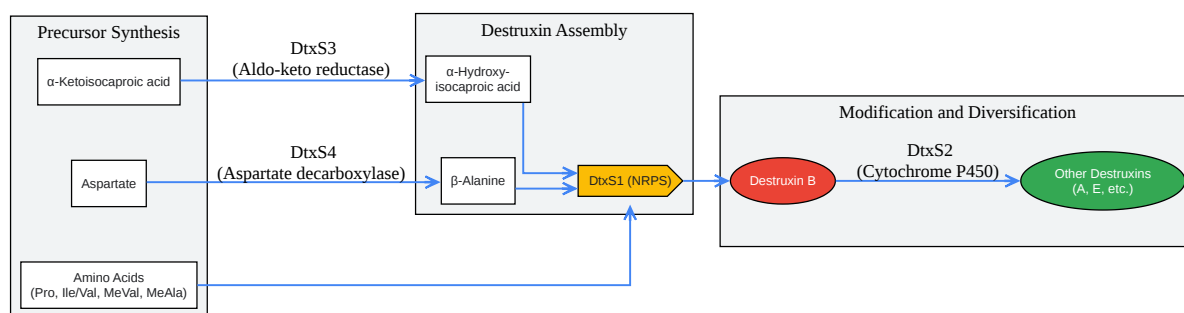 Precursor Synthesis
α-Ketoisocaproic acid
Aspartate
Amino Acids
(Pro, Ile/Val, MeVal, MeAla)
DtxS3
(Aldo-keto reductase)
DtxS4
(Aspartate decarboxylase)
Destruxin Assembly
α-Hydroxy-
isocaproic acid
β-Alanine
DtxS1 (NRPS)
Modification and Diversification
Destruxin B
DtxS2
(Cytochrome P450)
Other Destruxins
(A, E, etc.)